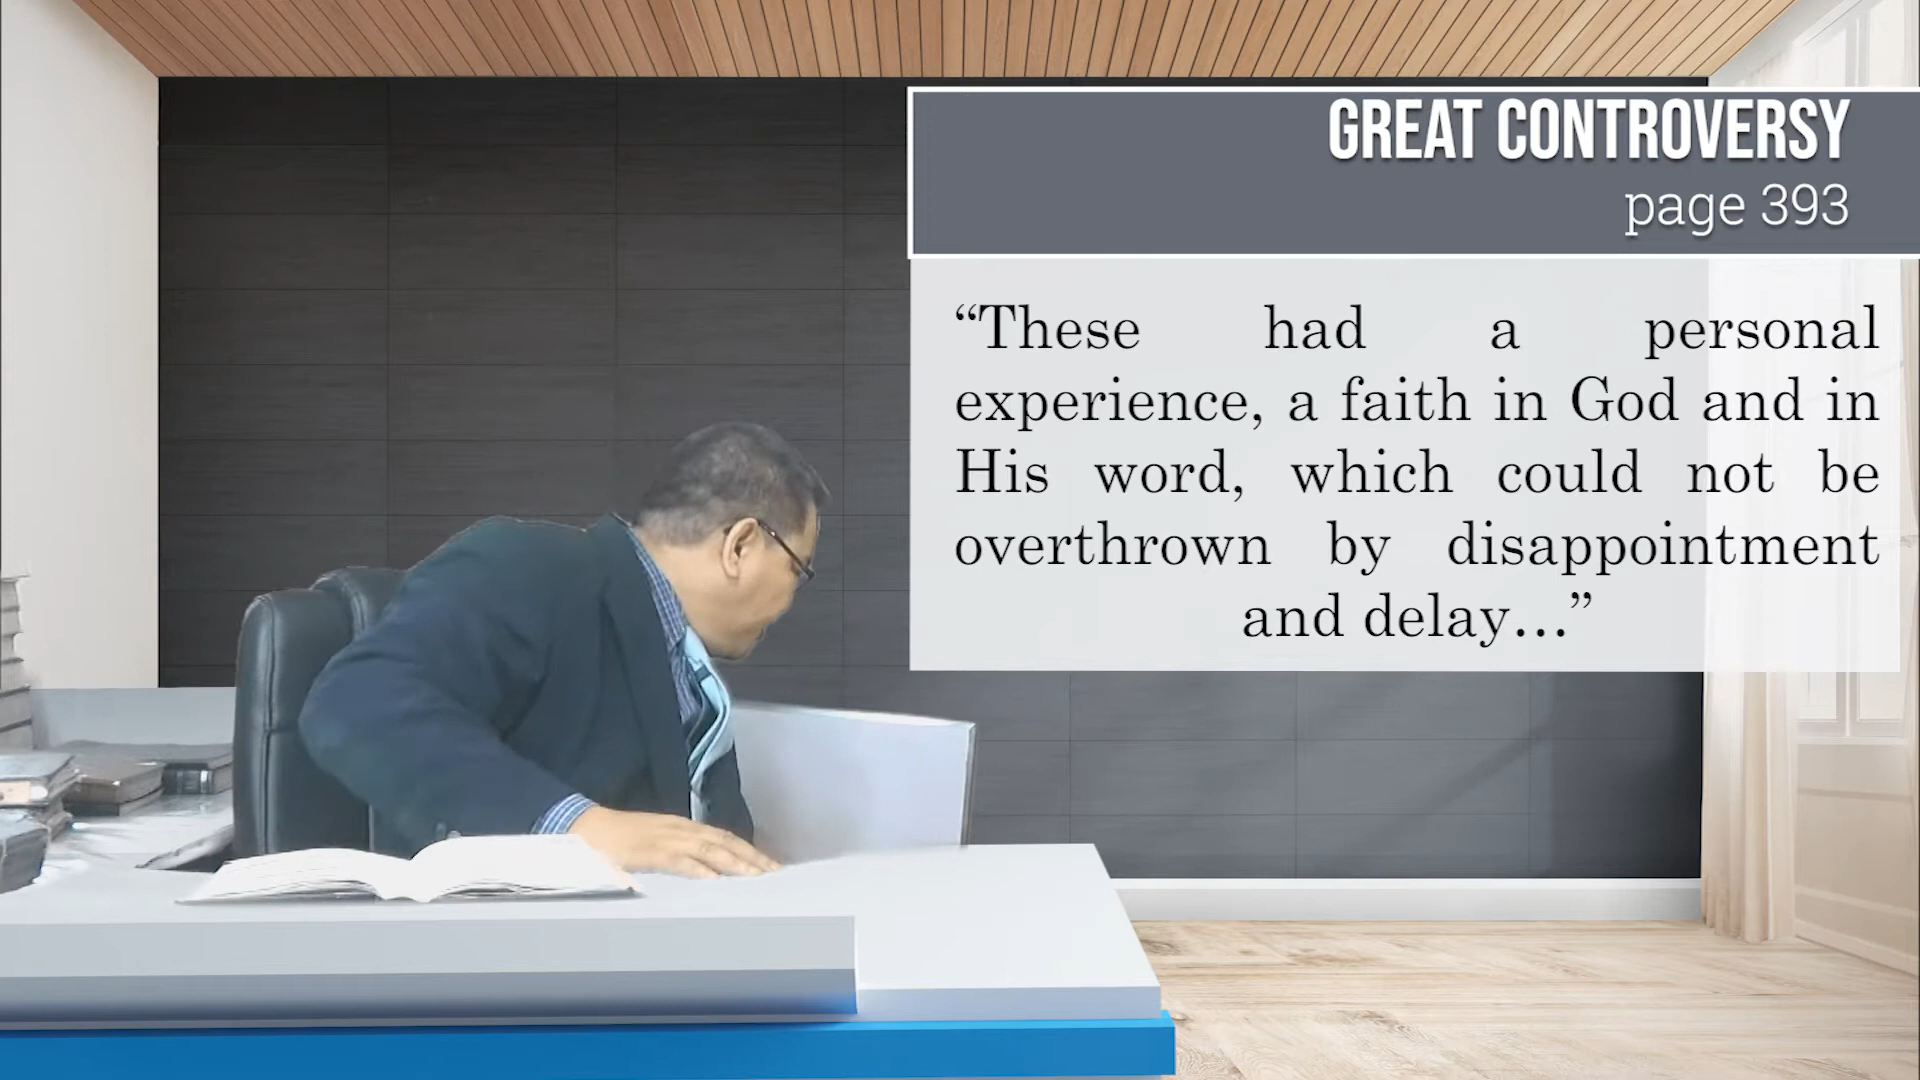 GREAT CONTROVERSY
page 393
“These had a personal
experience, a faith in God and in
His word, which could not be
overthrown by disappointment
and delay...”